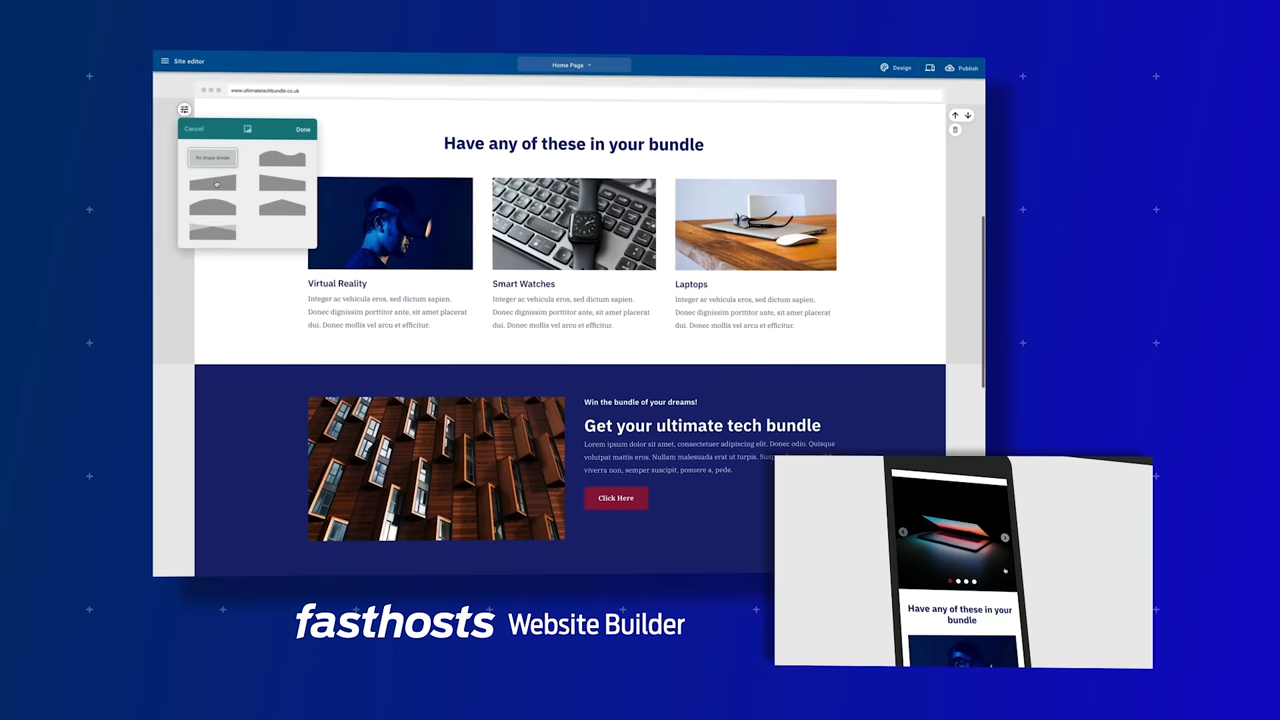 Site editor
Home Page
Design
Publish
www.ultimatetechbundle.co.uk
Cancel
Done
No shape divider
Have any of these in your bundle
Virtual Reality
Integer ac vehicula eros, sed dictum sapien.
Donec dignissim porttitor ante, sit amet placerat
dui. Donec mollis vel arcu et efficitur.
Smart Watches
Integer ac vehicula eros, sed dictum sapien.
Donec dignissim porttitor ante, sit amet placerat
dui. Donec mollis vel arcu et efficitur.
Laptops
Integer ac vehicula eros, sed dictum sapien.
Donec dignissim porttitor ante, sit amet placerat
dui. Donec mollis vel arcu et efficitur.
Win the bundle of your dreams!
Get your ultimate tech bundle
Lorem ipsum dolor sit amet, consectetuer adipiscing elit. Donec odio. Quisque
volutpat mattis eros. Nullam malesuada erat ut turpis.
viverra non, semper suscipit, posuere a, pede.
Click Here
Have any of these in your
bundle
fasthosts Website Builder